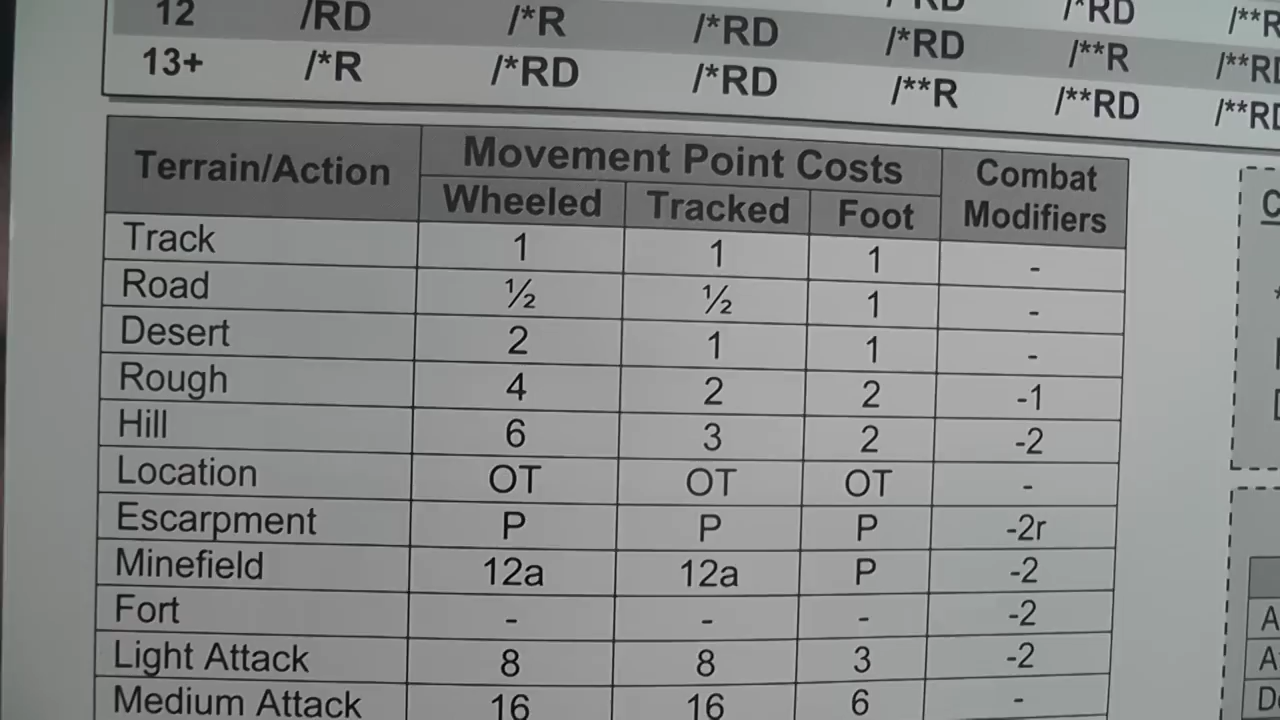 12 /RD /*R /*RD /*RD /**R /**RD
13+ /*R /*RD /*RD /**R /**RD
Terrain/Action Movement Point Costs Combat Modifiers
Wheeled Tracked Foot
Track 1 1 1 -
Road ½ ½ 1 -
Desert 2 1 1 -
Rough 4 2 2 -1
Hill 6 3 2 -2
Location OT OT OT -
Escarpment P P P -2r
Minefield 12a 12a P -2
Fort - - - -2
Light Attack 8 8 3 -2
Medium Attack 16 16 6 -